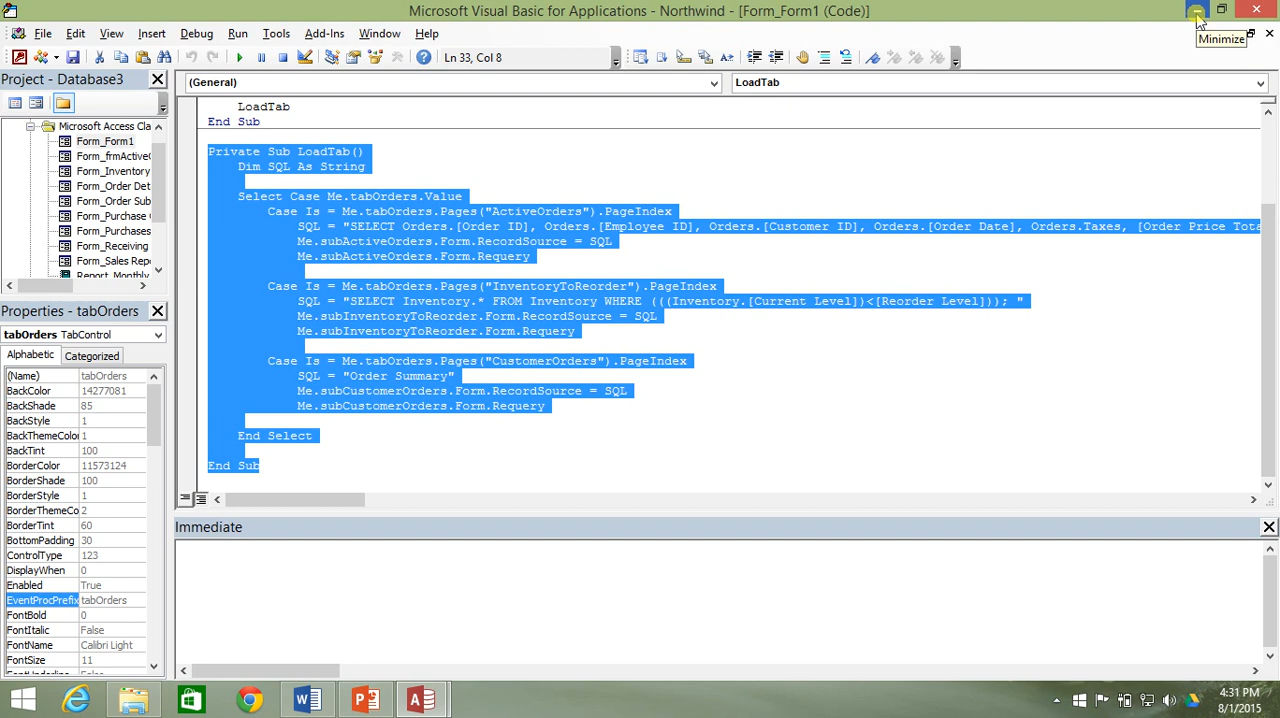 Microsoft Visual Basic for Applications - Northwind - [Form_Form1 (Code)]
File Edit View Insert Format Debug Run Tools Add-Ins Window Help
Minimize
Ln 33, Col 8
Project - Database3
(General) LoadTab
Microsoft Access Cla
Form_Form1
Form_frmActiveO
Form_Inventory
Form_Order Det
Form_Order Sub
Form_Purchase
Form_Purchases
Form_Receiving
Form_Sales Rep
Report_Monthly
LoadTab
End Sub
Private Sub LoadTab()
Dim SQL As String
Select Case Me.tabOrders.Value
Case Is = Me.tabOrders.Pages("ActiveOrders").PageIndex
SQL = "SELECT Orders.[Order ID], Orders.[Employee ID], Orders.[Customer ID], Orders.[Order Date], Orders.Taxes, [Order Price Tota
Me.subActiveOrders.Form.RecordSource = SQL
Me.subActiveOrders.Form.Requery
Case Is = Me.tabOrders.Pages("InventoryToReorder").PageIndex
SQL = "SELECT Inventory.* FROM Inventory WHERE (((Inventory.[Current Level])<[Reorder Level])); "
Me.subInventoryToReorder.Form.RecordSource = SQL
Me.subInventoryToReorder.Form.Requery
Case Is = Me.tabOrders.Pages("CustomerOrders").PageIndex
SQL = "Order Summary"
Me.subCustomerOrders.Form.RecordSource = SQL
Me.subCustomerOrders.Form.Requery
End Select
End Sub
Properties - tabOrders
tabOrders TabControl
Alphabetic Categorized
(Name) tabOrders
BackColor 14277081
BackShade 85
BackStyle 1
BackThemeColor 1
BackTint 100
BorderColor 11573124
BorderShade 100
BorderStyle 1
BorderThemeCo 2
BorderTint 60
BottomPadding 30
ControlType 123
DisplayWhen 0
Enabled True
EventProcPrefix tabOrders
FontBold 0
FontItalic False
FontName Calibri Light
FontSize 11
FontUnderline False
Immediate
4:31 PM
8/1/2015